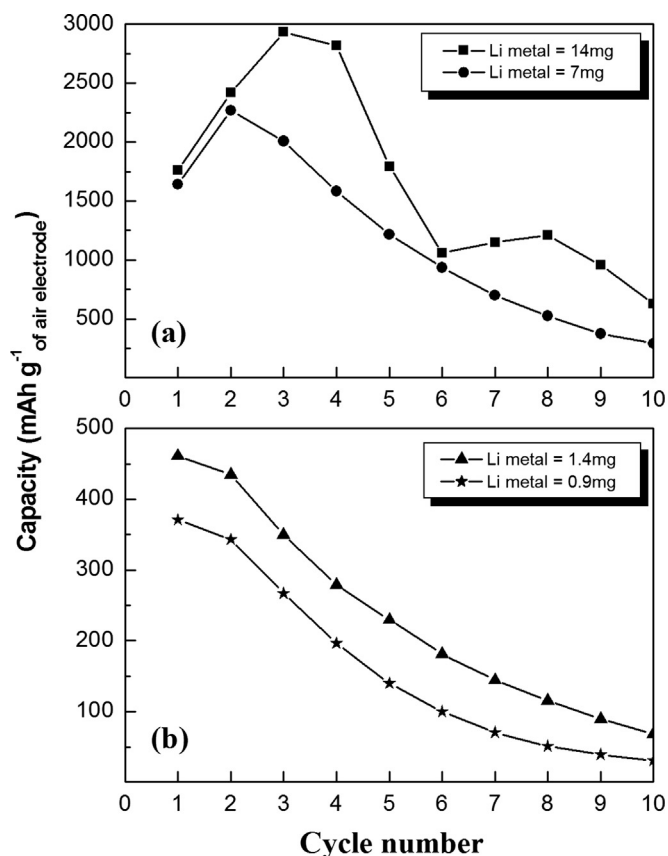 3000
2500
2000
1500
1000
500
Li metal = 14mg
Li metal = 7mg
(a)
0 1 2 3 4 5 6 7 8 9 10
Capacity (mAh g-1 of air electrode)
500
400
300
200
100
Li metal = 1.4mg
Li metal = 0.9mg
(b)
0 1 2 3 4 5 6 7 8 9 10
Cycle number